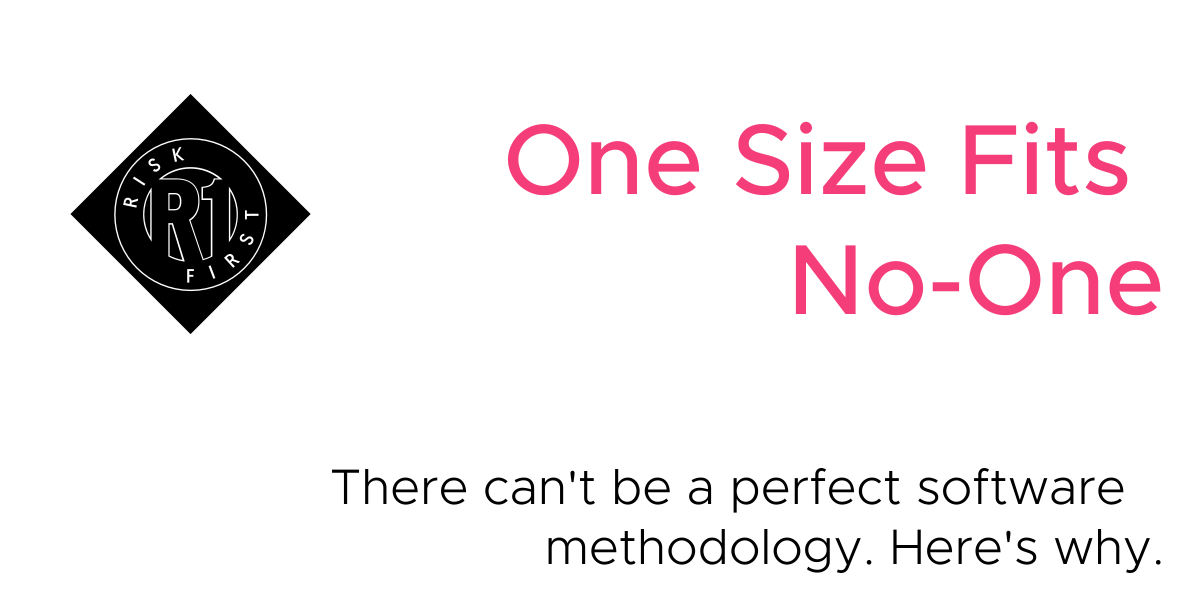 RISK
R1
FIRST
One Size Fits
No-One
There can't be a perfect software
methodology. Here's why.